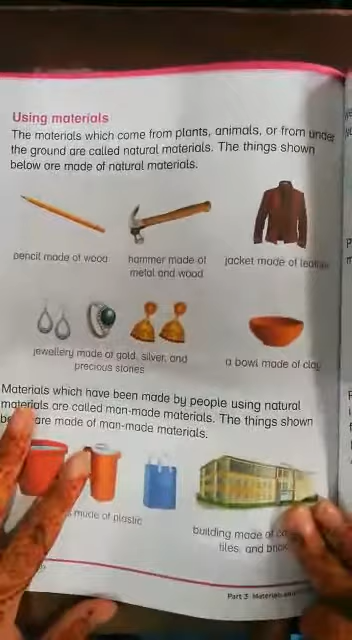 Using materials
The materials which come from plants, animals, or from under
the ground are called natural materials. The things shown
below are made of natural materials.
pencil made of wood
hammer made of
metal and wood
jacket made of
jewellery made of gold, silver, and
precious stones
a bowl made of clay
Materials which have been made by people using natural
materials are called man-made materials. The things shown
are made of man-made materials.
made of plastic
building made of
tiles, and
Part 3 Materials